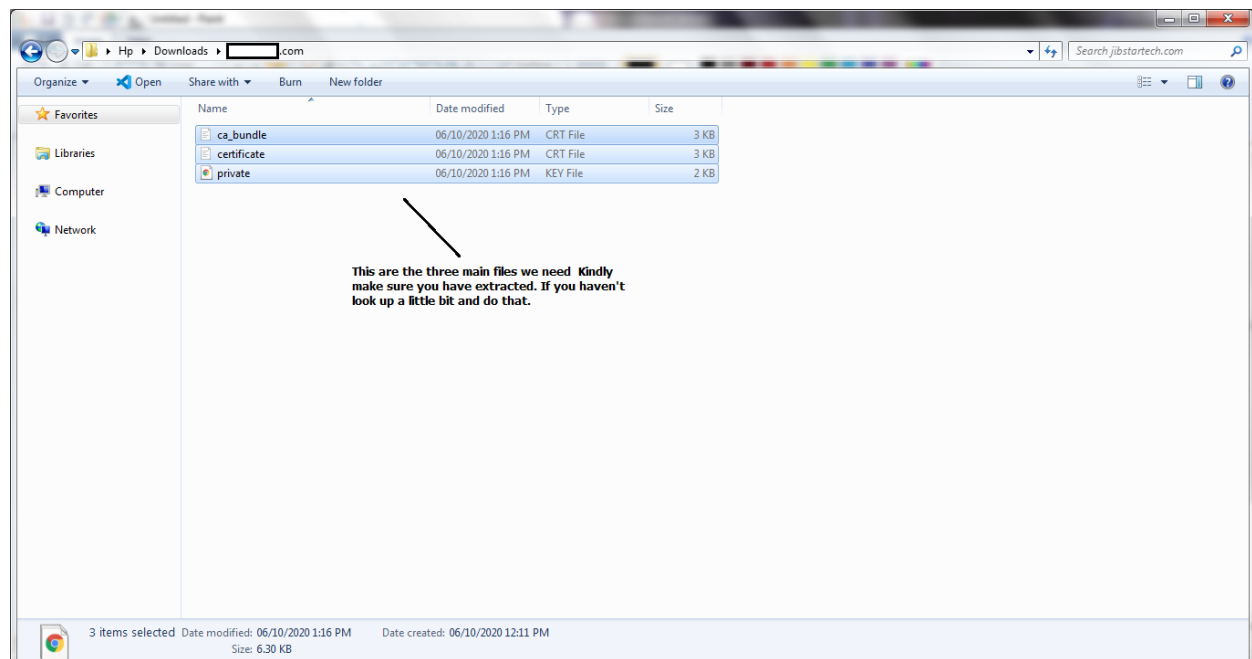 Untitled - Paint
Hp Downloads .com
Search jibstartech.com
Organize Open Share with Burn New folder
Name Date modified Type Size
Favorites
Libraries
Computer
Network
ca_bundle 06/10/2020 1:16 PM CRT File 3 KB
certificate 06/10/2020 1:16 PM CRT File 3 KB
private 06/10/2020 1:16 PM KEY File 2 KB
This are the three main files we need Kindly
make sure you have extracted. If you haven't
look up a little bit and do that.
3 items selected Date modified: 06/10/2020 1:16 PM Date created: 06/10/2020 12:11 PM
Size: 6.30 KB